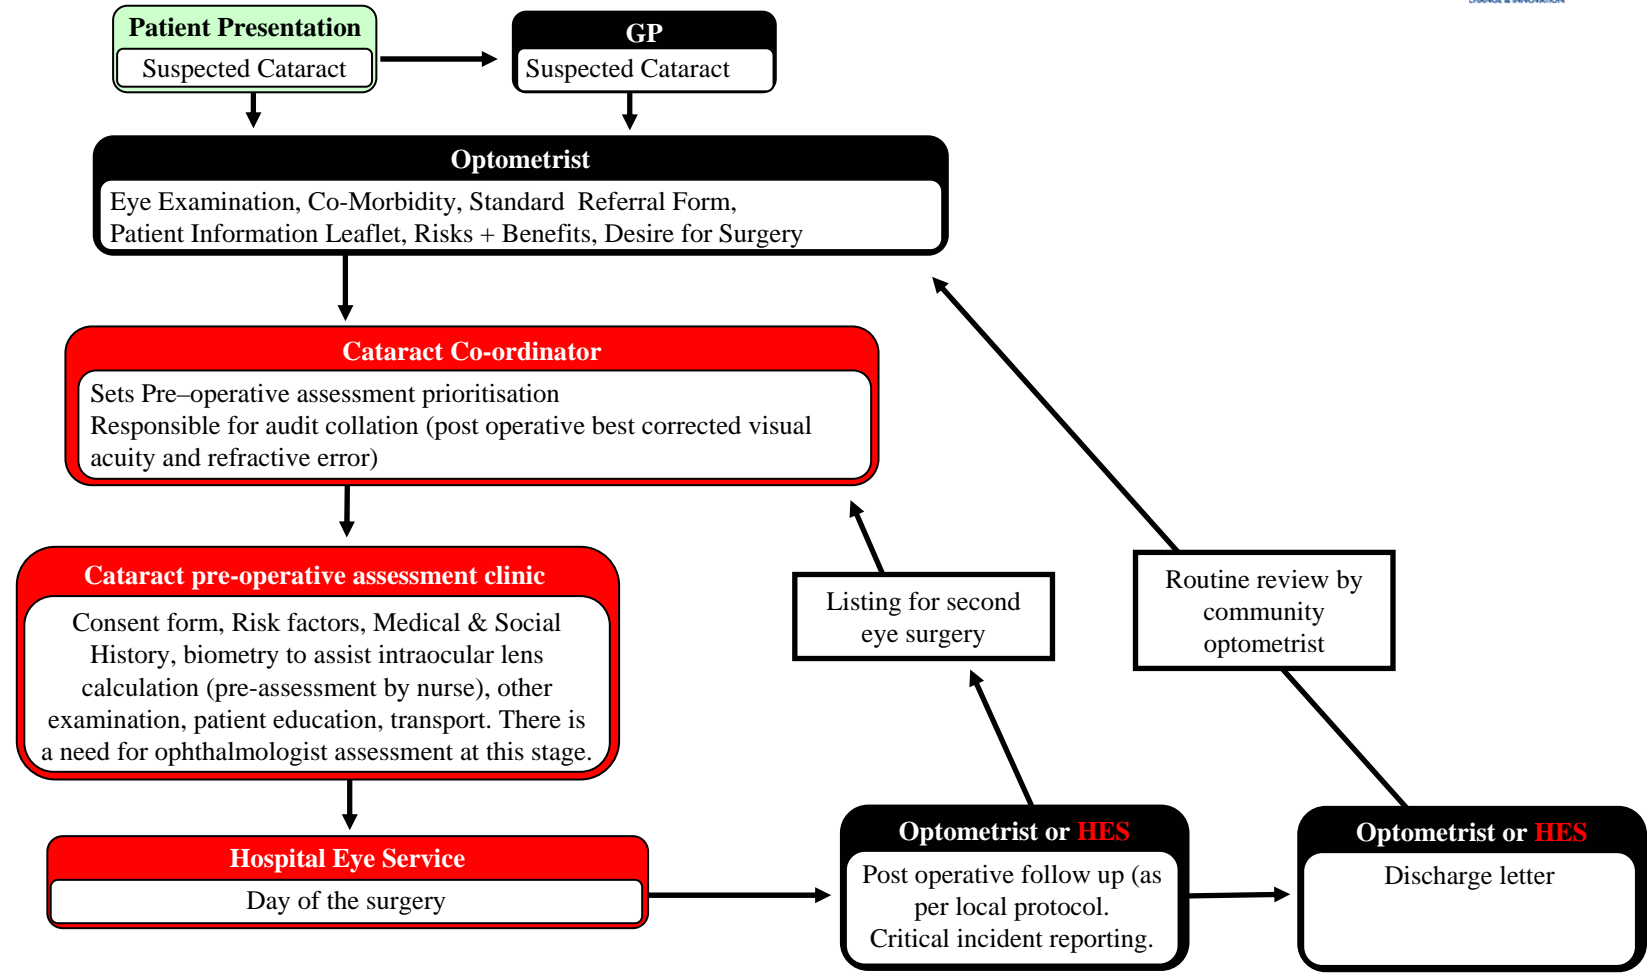 CHANGE & INNOVATION
Patient Presentation
Suspected Cataract
GP
Suspected Cataract
Optometrist
Eye Examination, Co-Morbidity, Standard  Referral Form,
Patient Information Leaflet, Risks + Benefits, Desire for Surgery
Cataract Co-ordinator
Sets Pre–operative assessment prioritisation
Responsible for audit collation (post operative best corrected visual
acuity and refractive error)
Cataract pre-operative assessment clinic
Consent form, Risk factors, Medical & Social
History, biometry to assist intraocular lens
calculation (pre-assessment by nurse), other
examination, patient education, transport. There is
a need for ophthalmologist assessment at this stage.
Listing for second
eye surgery
Routine review by
community
optometrist
Hospital Eye Service
Day of the surgery
Optometrist or HES
Post operative follow up (as
per local protocol.
Critical incident reporting.
Optometrist or HES
Discharge letter